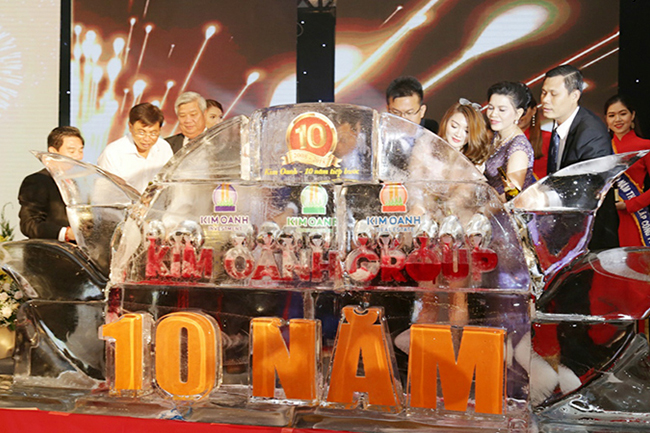 10
Kim Oanh - 10 năm tiếp bước
KIM OANH KIM OANH KIM OANH
KIM OANH GROUP
10 NĂM